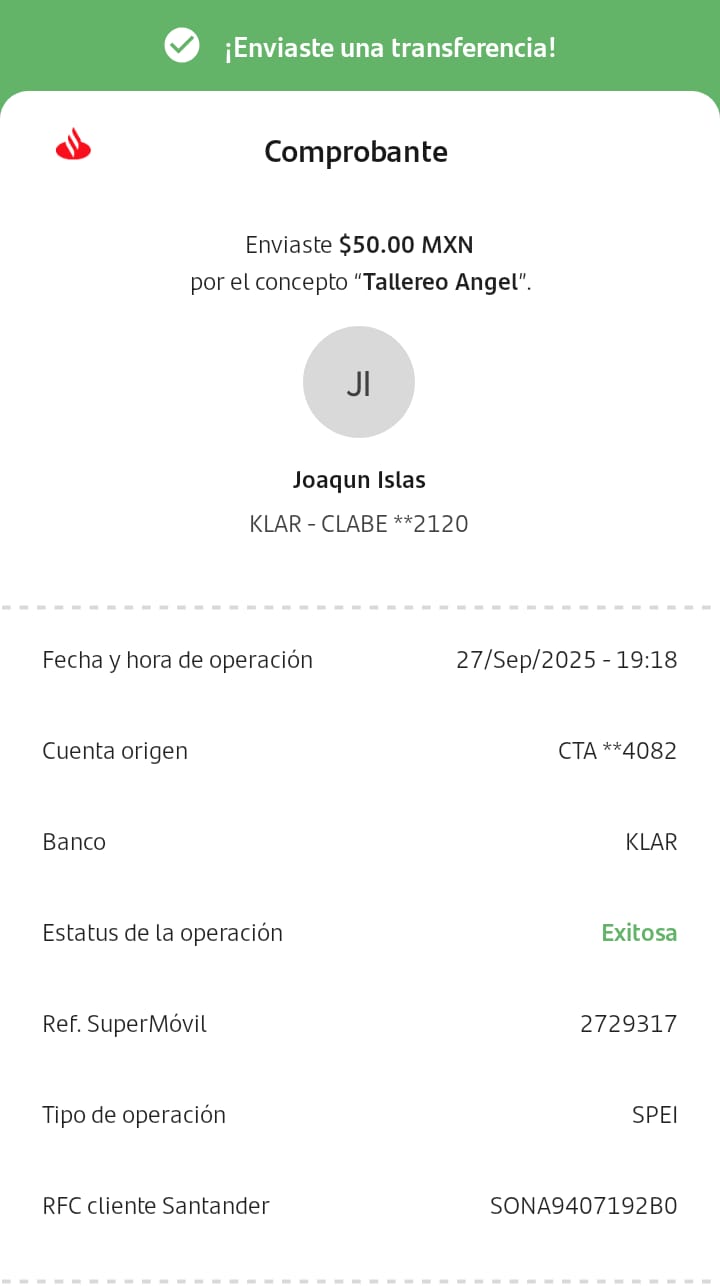 ¡Enviaste una transferencia!
Comprobante
Enviaste $50.00 MXN
por el concepto “Tallereo Angel”.
JI
Joaqun Islas
KLAR - CLABE **2120
Fecha y hora de operación 27/Sep/2025 - 19:18
Cuenta origen CTA **4082
Banco KLAR
Estatus de la operación Exitosa
Ref. SuperMóvil 2729317
Tipo de operación SPEI
RFC cliente Santander SONA9407192B0